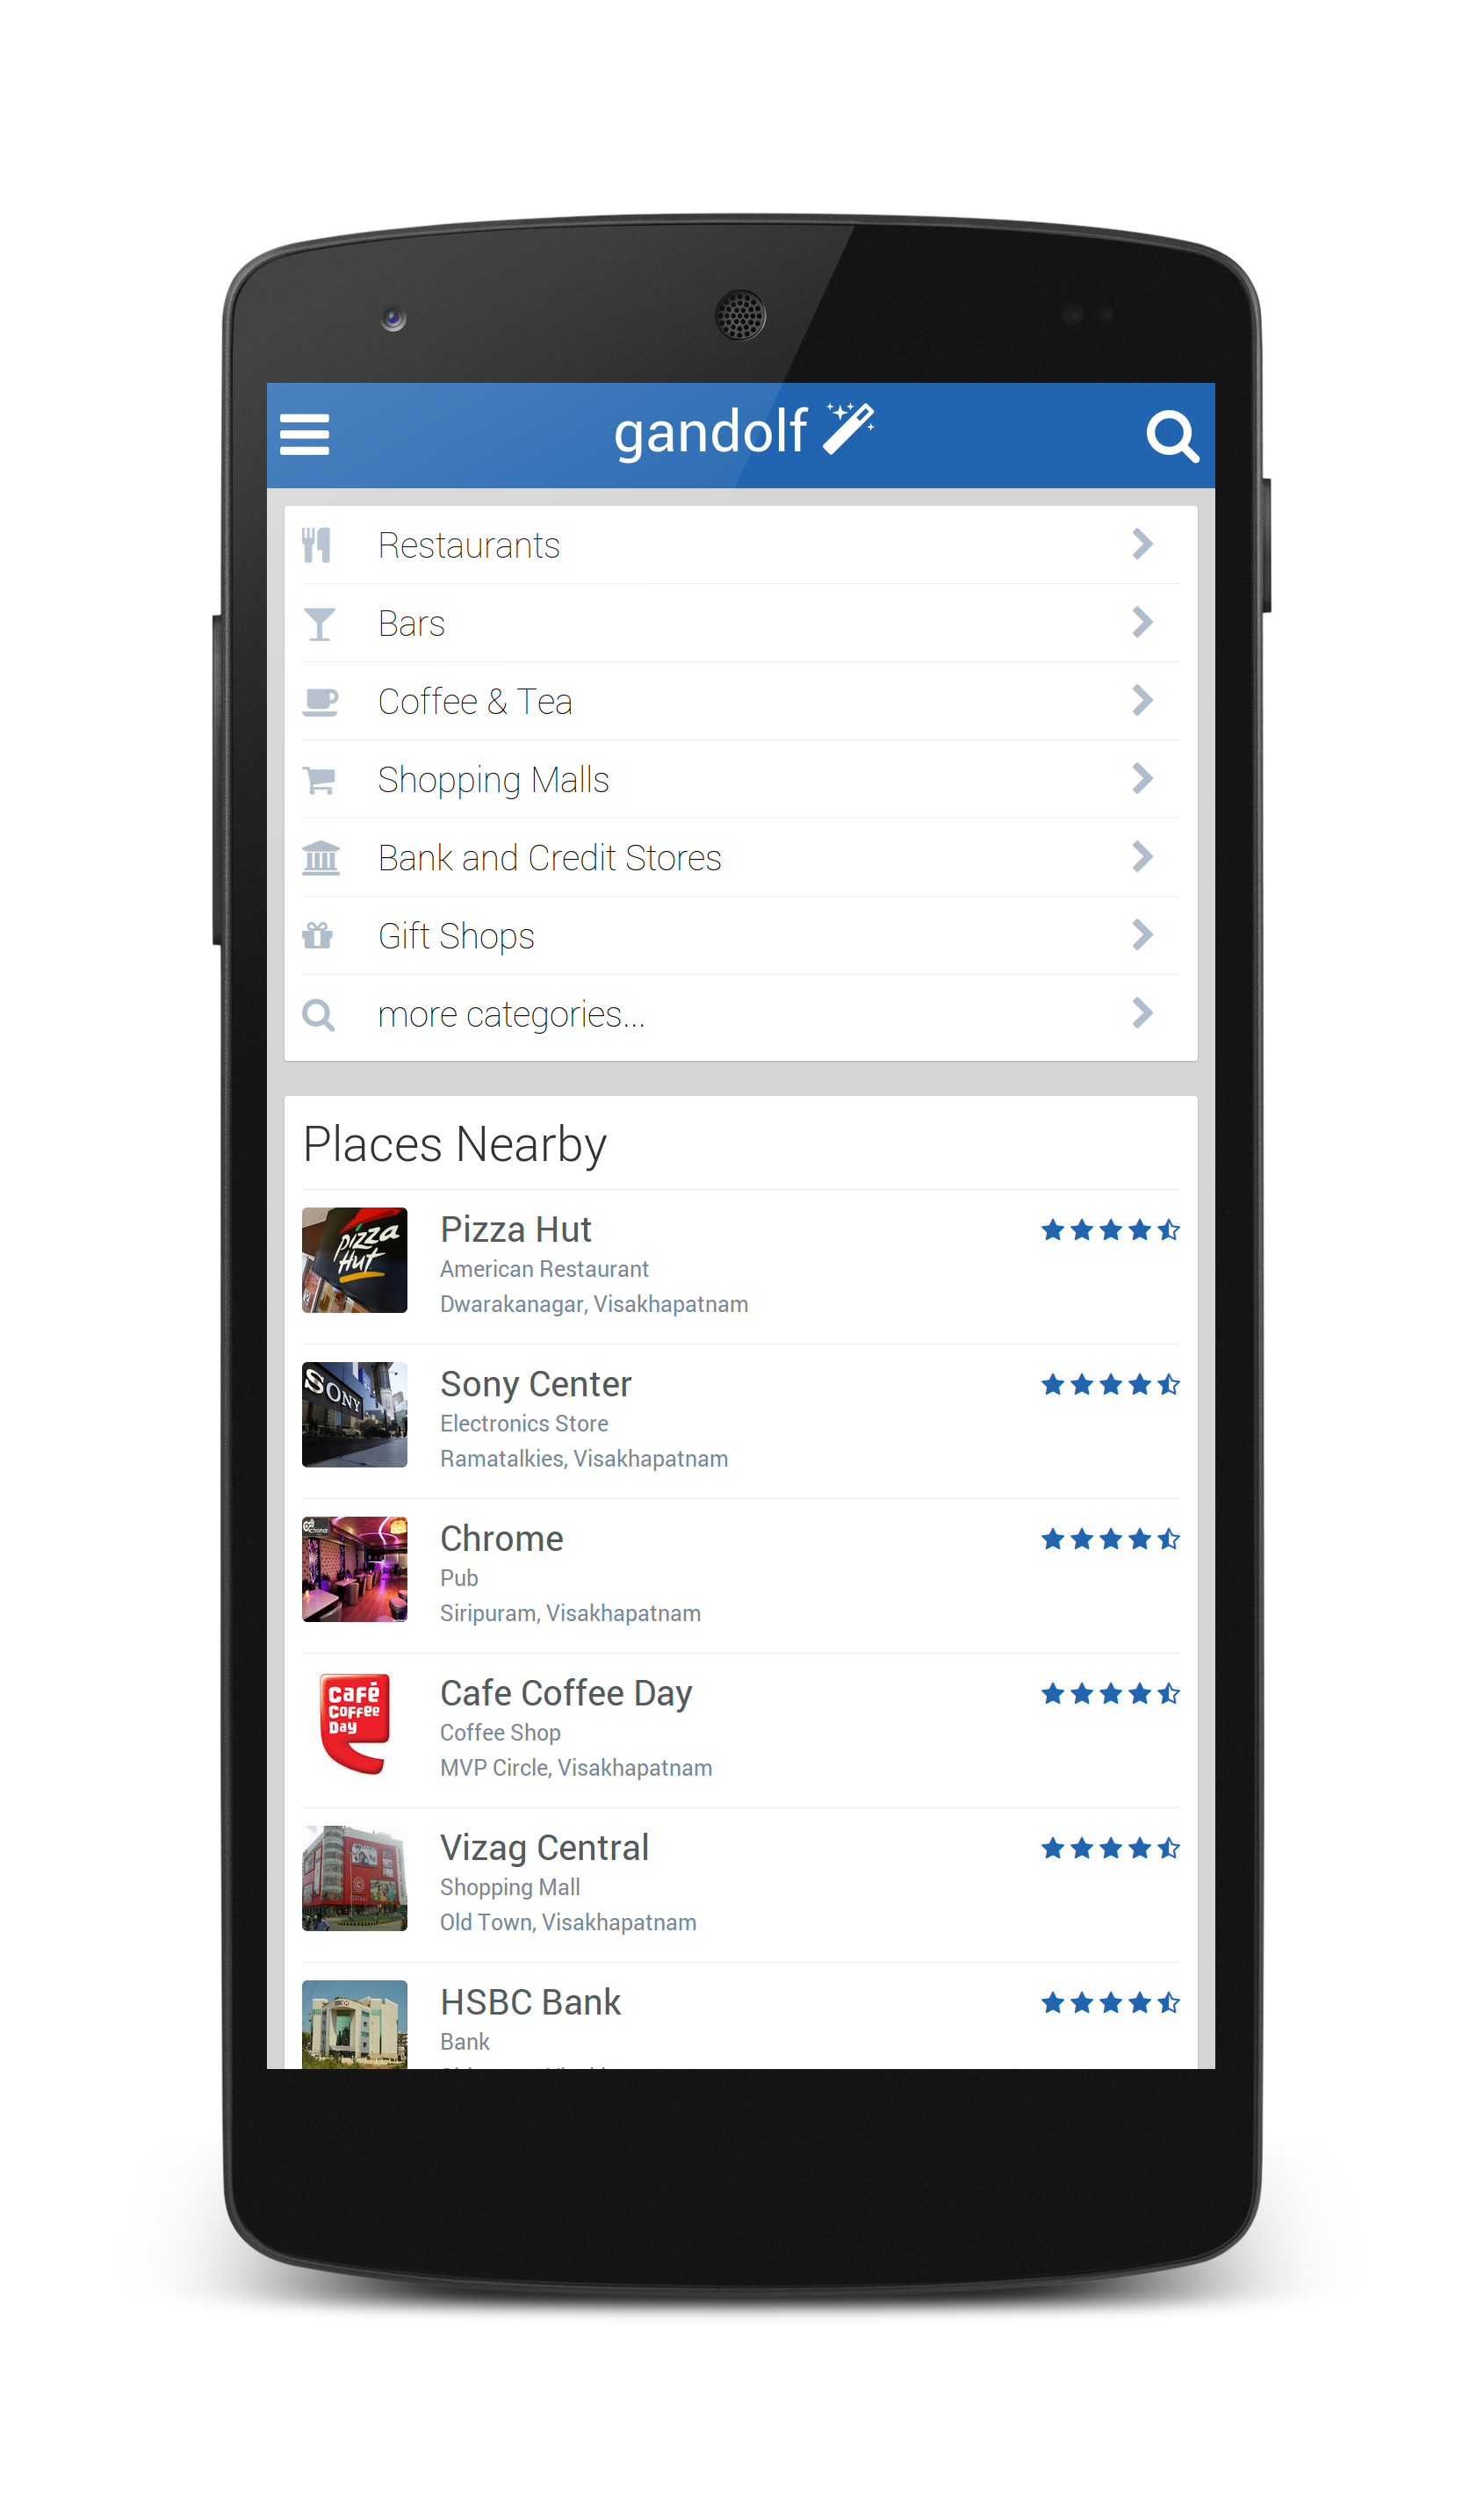 gandolf
Restaurants
Bars
Coffee & Tea
Shopping Malls
Bank and Credit Stores
Gift Shops
more categories...
Places Nearby
Pizza Hut
Pizza Hut
American Restaurant
Dwarakanagar, Visakhapatnam
SONY
Sony Center
Electronics Store
Ramatalkies, Visakhapatnam
Chrome
Pub
Siripuram, Visakhapatnam
Café
Coffee
Day
Cafe Coffee Day
Coffee Shop
MVP Circle, Visakhapatnam
Vizag Central
Shopping Mall
Old Town, Visakhapatnam
HSBC Bank
Bank